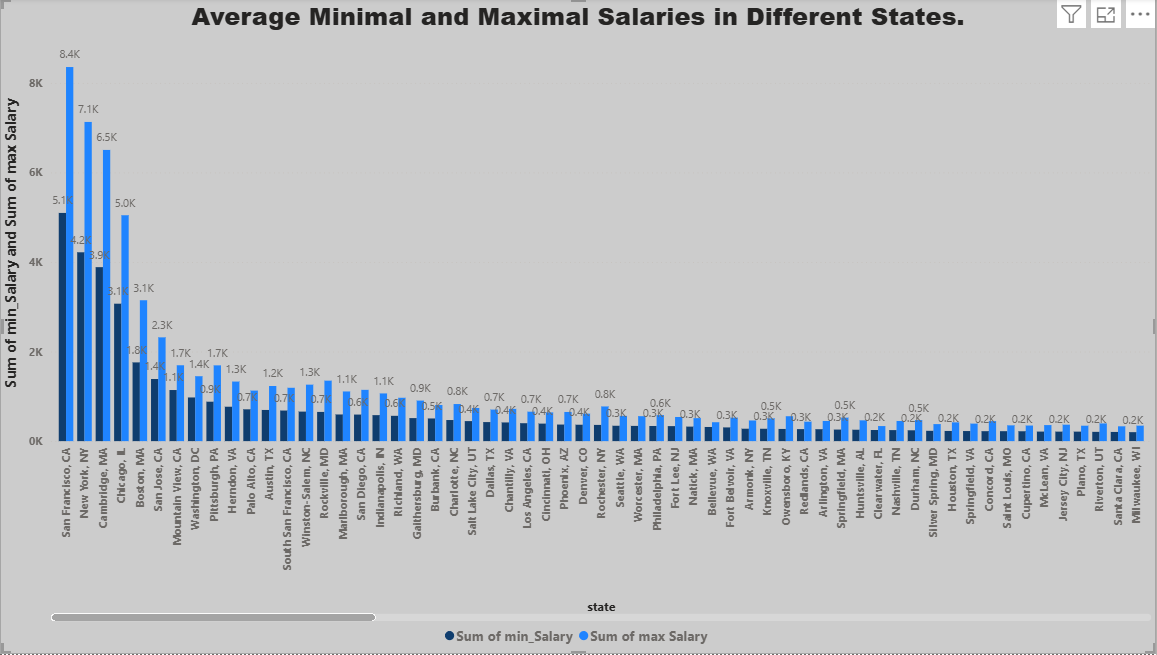 Average Minimal and Maximal Salaries in Different States.
Sum of min_Salary and Sum of max Salary
8K
6K
4K
2K
0K
8.4K
7.1K
6.5K
5.0K
3.1K
2.3K
1.7K
1.4K
1.7K
1.3K
1.2K
1.3K
1.1K
1.1K
0.9K
0.8K
0.7K
0.7K
0.7K
0.8K
0.6K
0.5K
0.5K
0.5K
San Francisco, CA
New York, NY
Cambridge, MA
Chicago, IL
Boston, MA
San Jose, CA
Mountain View, CA
Washington, DC
Pittsburgh, PA
Herndon, VA
Palo Alto, CA
Austin, TX
South San Francisco, CA
Winston-Salem, NC
Rockville, MD
Marlborough, MA
San Diego, CA
Indianapolis, IN
Richland, WA
Gaithersburg, MD
Burbank, CA
Charlotte, NC
Salt Lake City, UT
Dallas, TX
Chantilly, VA
Los Angeles, CA
Cincinnati, OH
Phoenix, AZ
Denver, CO
Rochester, NY
Seattle, WA
Worcester, MA
Philadelphia, PA
Fort Lee, NJ
Natick, MA
Bellevue, WA
Fort Belvoir, VA
Armonk, NY
Knoxville, TN
Owensboro, KY
Redlands, CA
Arlington, VA
Springfield, MA
Huntsville, AL
Clearwater, FL
Nashville, TN
Durham, NC
Silver Spring, MD
Houston, TX
Springfield, VA
Concord, CA
Saint Louis, MO
Cupertino, CA
McLean, VA
Jersey City, NJ
Plano, TX
Riverton, UT
Santa Clara, CA
Milwaukee, WI
state
Sum of min_Salary Sum of max Salary